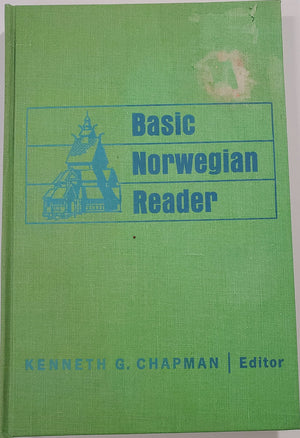 Basic
Norwegian
Reader
KENNETH G. CHAPMAN | Editor